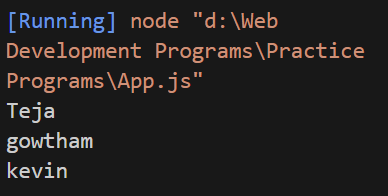 [Running] node "d:\Web
Development Programs\Practice
Programs\App.js"
Teja
gowtham
kevin